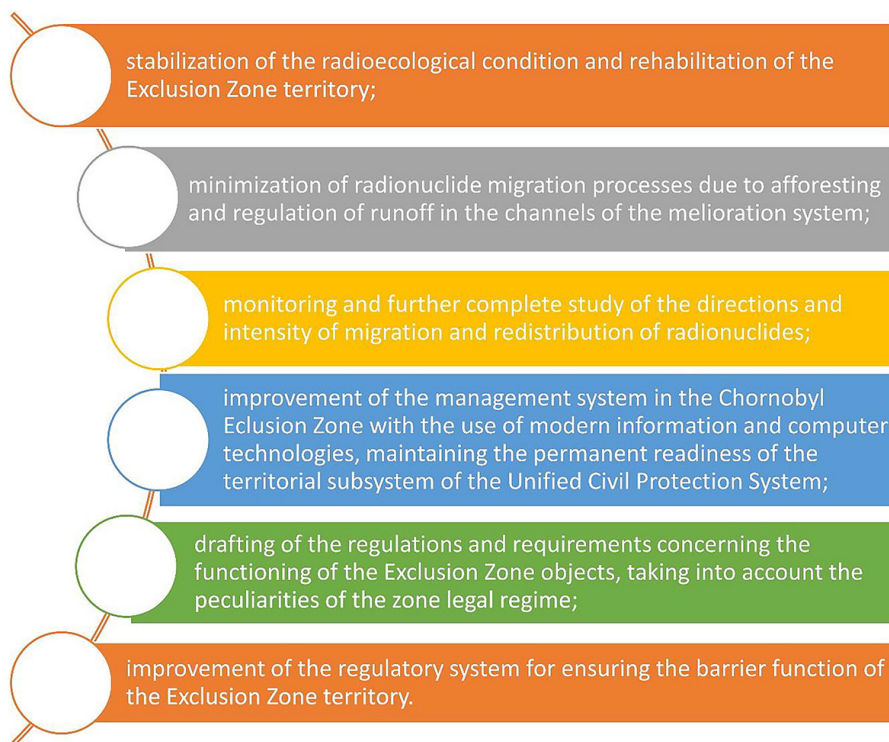 stabilization of the radioecological condition and rehabilitation of the
Exclusion Zone territory;
minimization of radionuclide migration processes due to afforesting
and regulation of runoff in the channels of the melioration system;
monitoring and further complete study of the directions and
intensity of migration and redistribution of radionuclides;
improvement of the management system in the Chornobyl
Eclusion Zone with the use of modern information and computer
technologies, maintaining the permanent readiness of the
territorial subsystem of the Unified Civil Protection System;
drafting of the regulations and requirements concerning the
functioning of the Exclusion Zone objects, taking into account the
peculiarities of the zone legal regime;
improvement of the regulatory system for ensuring the barrier function of
the Exclusion Zone territory.